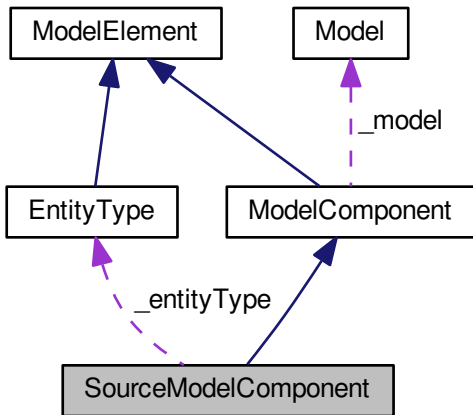 ModelElement
Model
_model
EntityType
ModelComponent
_entityType
SourceModelComponent